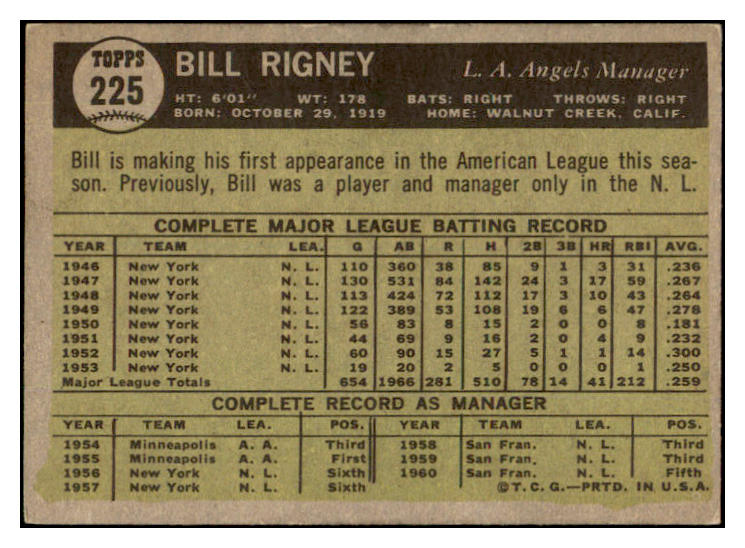 TOPPS
225
BILL RIGNEY
L. A. Angels Manager
HT: 6'01" WT: 178 BATS: RIGHT THROWS: RIGHT
BORN: OCTOBER 29, 1919 HOME: WALNUT CREEK, CALIF.
Bill is making his first appearance in the American League this sea-
son. Previously, Bill was a player and manager only in the N. L.
COMPLETE MAJOR LEAGUE BATTING RECORD
YEAR TEAM LEA. G AB R H 2B 3B HR RBI AVG.
1946 New York N. L. 110 360 38 85 9 1 3 31 .236
1947 New York N. L. 130 531 84 142 24 3 17 59 .267
1948 New York N. L. 113 424 72 112 17 3 10 43 .264
1949 New York N. L. 122 389 53 108 19 6 6 47 .278
1950 New York N. L. 56 83 8 15 2 0 0 8 .181
1951 New York N. L. 44 69 9 16 2 0 4 9 .232
1952 New York N. L. 60 90 15 27 5 1 1 14 .300
1953 New York N. L. 19 20 2 5 0 0 0 1 .250
Major League Totals 654 1966 281 510 78 14 41 212 .259
COMPLETE RECORD AS MANAGER
YEAR TEAM LEA. POS. YEAR TEAM LEA. POS.
1954 Minneapolis A. A. Third 1958 San Fran. N. L. Third
1955 Minneapolis A. A. First 1959 San Fran. N. L. Third
1956 New York N. L. Sixth 1960 San Fran. N. L. Fifth
1957 New York N. L. Sixth ©T.C.G.—PRTD. IN U.S.A.